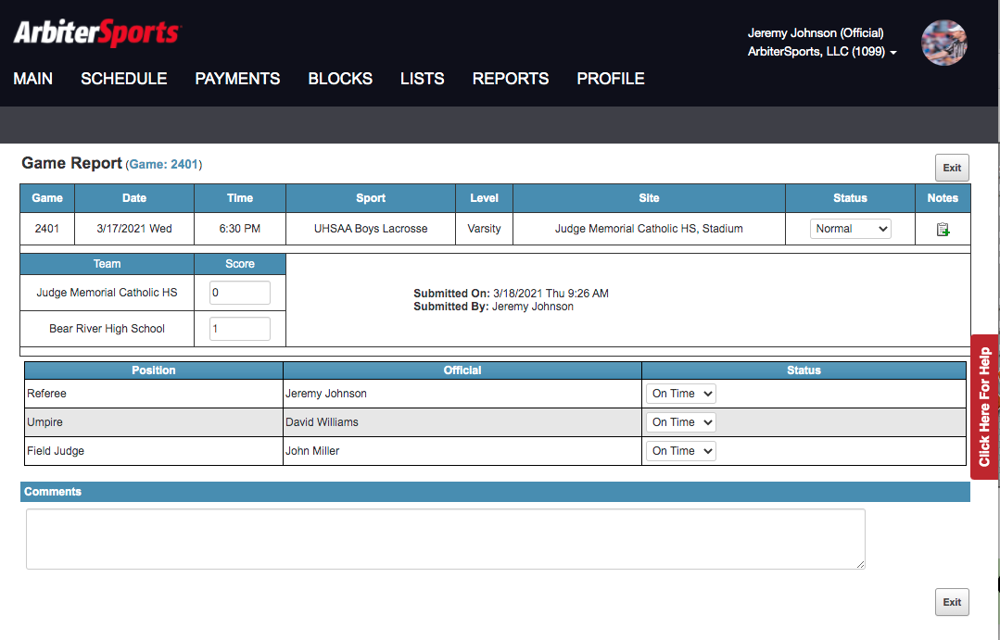 ArbiterSports
Jeremy Johnson (Official)
ArbiterSports, LLC (1099)
MAIN SCHEDULE PAYMENTS BLOCKS LISTS REPORTS PROFILE
Game Report (Game: 2401)
Exit
Game Date Time Sport Level Site Status Notes
2401 3/17/2021 Wed 6:30 PM UHSAA Boys Lacrosse Varsity Judge Memorial Catholic HS, Stadium Normal
Team Score
Judge Memorial Catholic HS 0
Bear River High School 1
Submitted On: 3/18/2021 Thu 9:26 AM
Submitted By: Jeremy Johnson
Position Official Status
Referee Jeremy Johnson On Time
Umpire David Williams On Time
Field Judge John Miller On Time
Click Here For Help
Comments
Exit